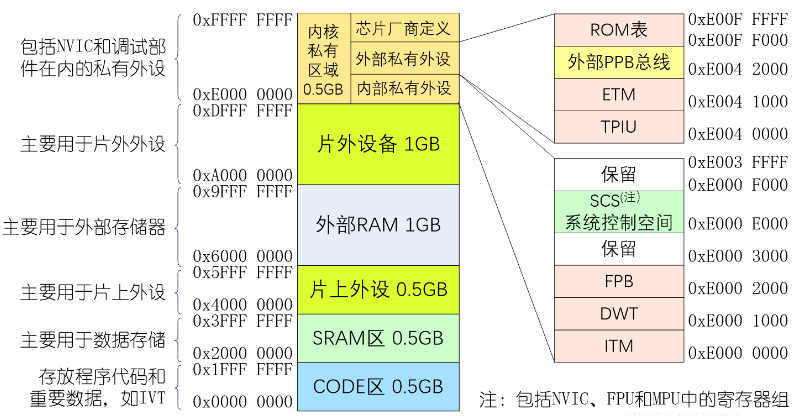 包括NVIC和调试部
件在内的私有外设
主要用于片外外设
主要用于外部存储器
主要用于片上外设
主要用于数据存储
存放程序代码和
重要数据，如IVT
0xFFFF FFFF
0xE000 0000
0xDFFF FFFF
0xA000 0000
0x9FFF FFFF
0x6000 0000
0x5FFF FFFF
0x4000 0000
0x3FFF FFFF
0x2000 0000
0x1FFF FFFF
0x0000 0000
内核
私有
区域
0.5GB
芯片厂商定义
外部私有外设
内部私有外设
片外设备 1GB
外部RAM 1GB
片上外设 0.5GB
SRAM区 0.5GB
CODE区 0.5GB
ROM表
外部PPB总线
ETM
TPIU
0xE00F FFFF
0xE00F F000
0xE004 2000
0xE004 1000
0xE004 0000
保留
SCS(注)
系统控制空间
保留
FPB
DWT
ITM
0xE003 FFFF
0xE000 F000
0xE000 E000
0xE000 3000
0xE000 2000
0xE000 1000
0xE000 0000
注：包括NVIC、FPU和MPU中的寄存器组